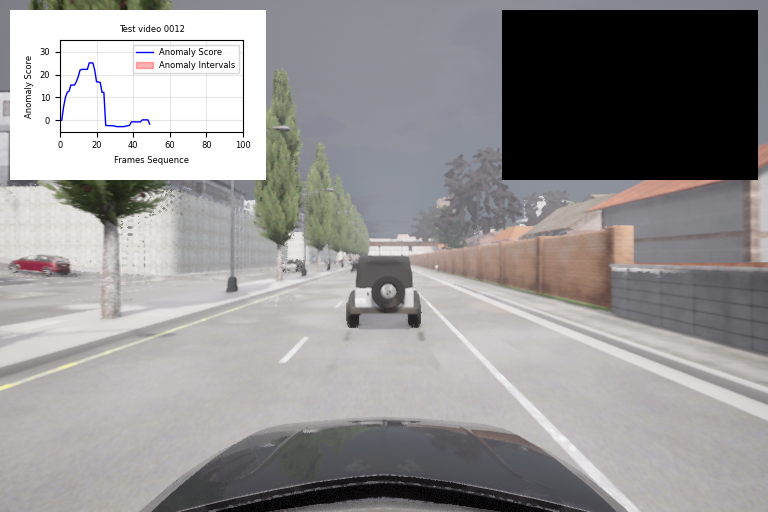 Test video 0012
Anomaly Score
Anomaly Intervals
30
20
10
0
Anomaly Score
0 20 40 60 80 100
Frames Sequence